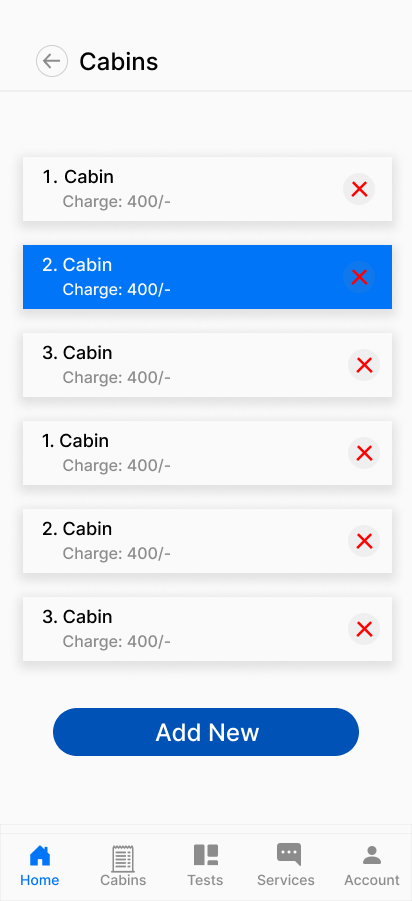 Cabins
1. Cabin
Charge: 400/-
2. Cabin
Charge: 400/-
3. Cabin
Charge: 400/-
1. Cabin
Charge: 400/-
2. Cabin
Charge: 400/-
3. Cabin
Charge: 400/-
Add New
Home Cabins Tests Services Account